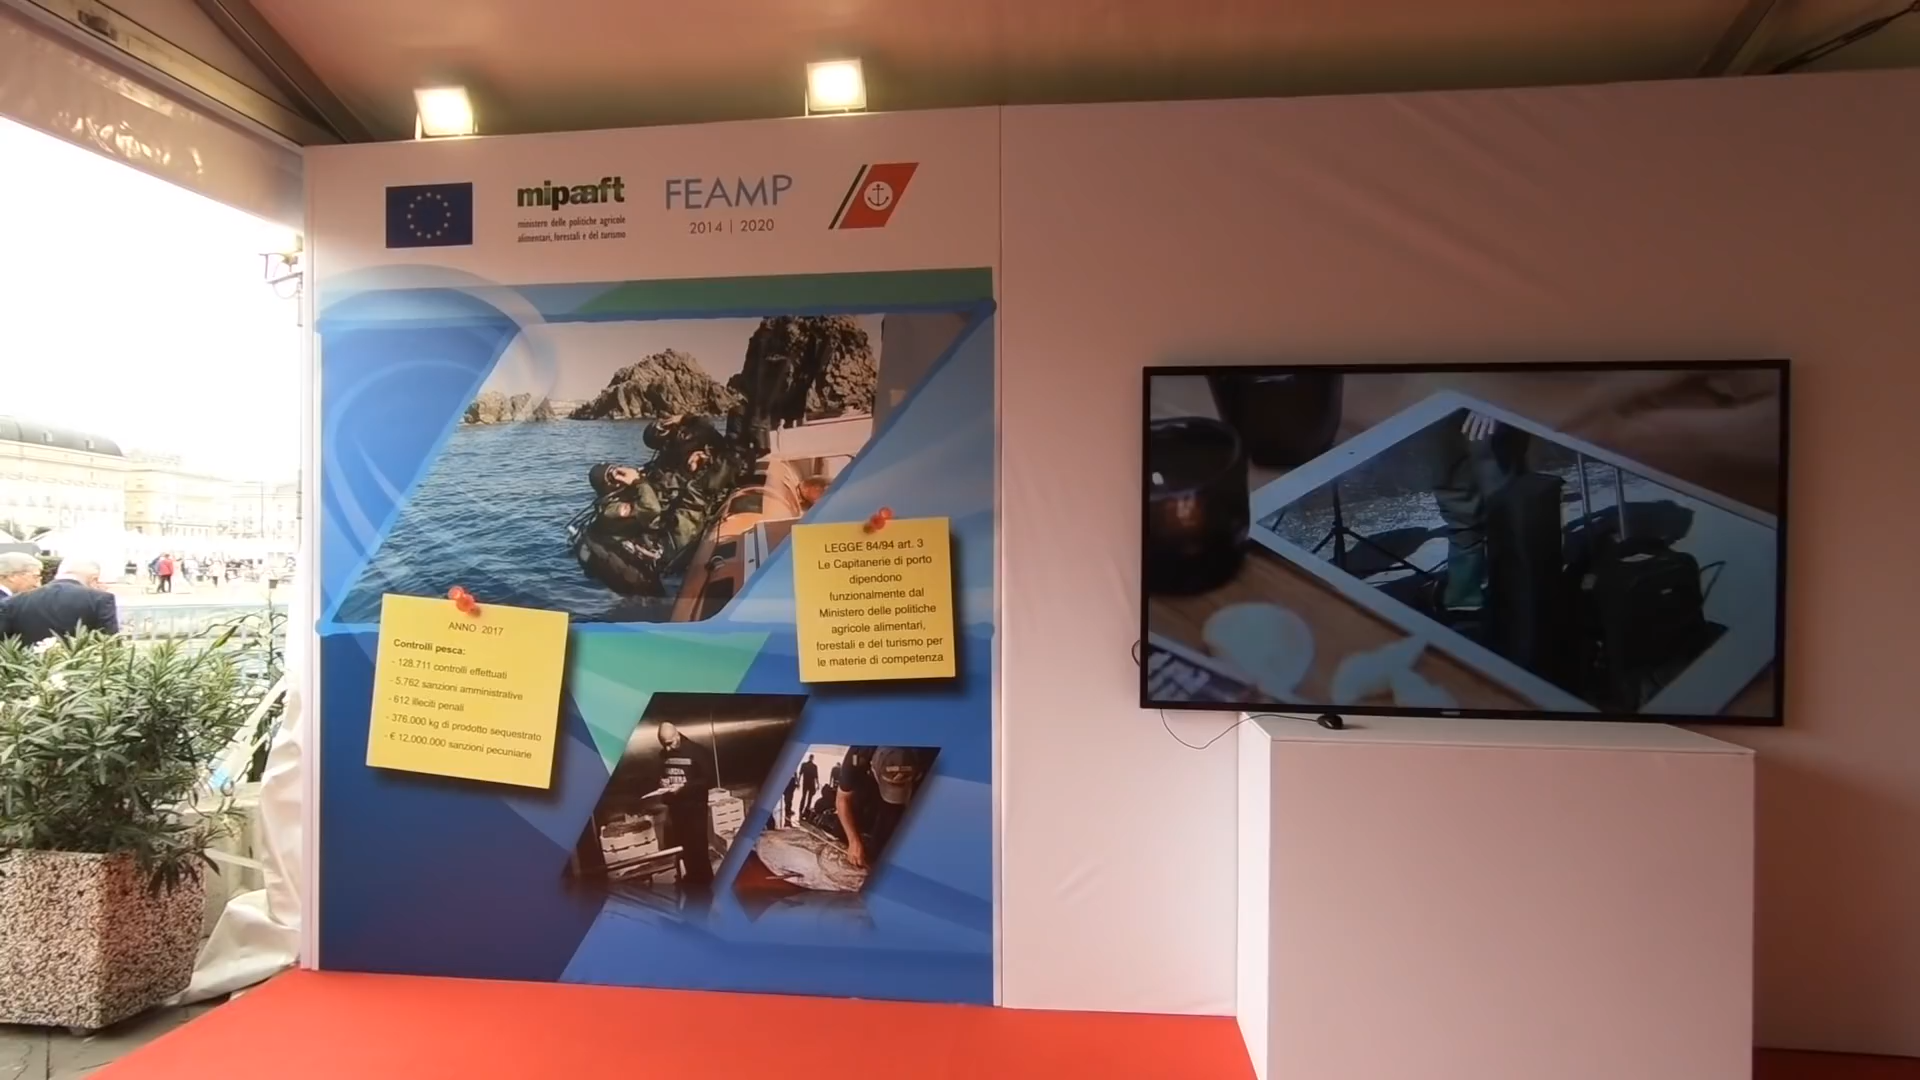 mipaaft
ministero delle politiche agricole
alimentari, forestali e del turismo
FEAMP
2014 | 2020
LEGGE 84/94 art. 3
Le Capitanerie di porto
dipendono
funzionalmente dal
Ministero delle politiche
agricole alimentari,
forestali e del turismo per
le materie di competenza
ANNO 2017
Controlli pesca:
- 128.711 controlli effettuati
- 5.762 sanzioni amministrative
- 612 illeciti penali
- 376.000 kg di prodotto sequestrato
- € 12.000.000 sanzioni pecuniarie
GUARDIA
COSTIERA